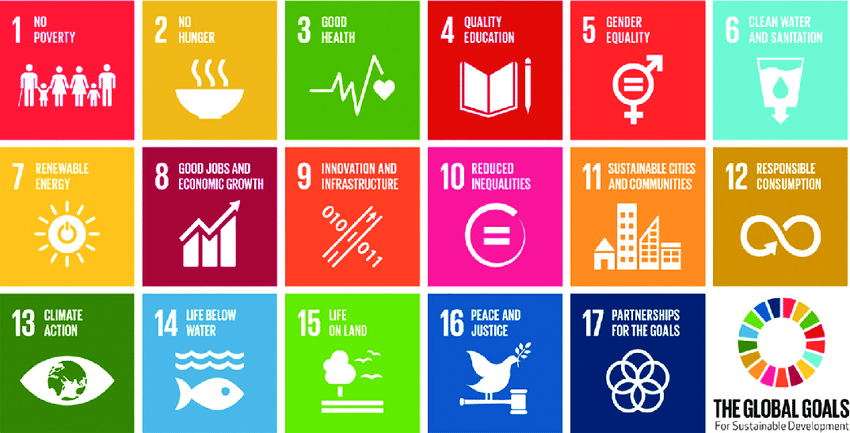 1 NO
POVERTY
2 NO
HUNGER
3 GOOD
HEALTH
4 QUALITY
EDUCATION
5 GENDER
EQUALITY
6 CLEAN WATER
AND SANITATION
7 RENEWABLE
ENERGY
8 GOOD JOBS AND
ECONOMIC GROWTH
9 INNOVATION AND
INFRASTRUCTURE
010
011
10 REDUCED
INEQUALITIES
11 SUSTAINABLE CITIES
AND COMMUNITIES
12 RESPONSIBLE
CONSUMPTION
13 CLIMATE
ACTION
14 LIFE BELOW
WATER
15 LIFE
ON LAND
16 PEACE AND
JUSTICE
17 PARTNERSHIPS
FOR THE GOALS
THE GLOBAL GOALS
For Sustainable Development